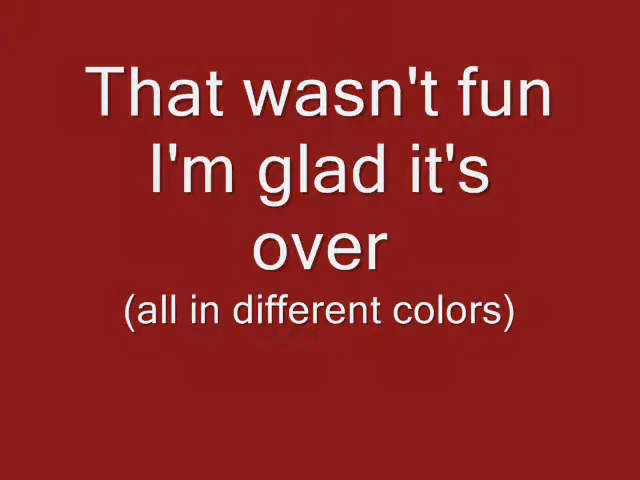 That wasn't fun
I'm glad it's
over
(all in different colors)